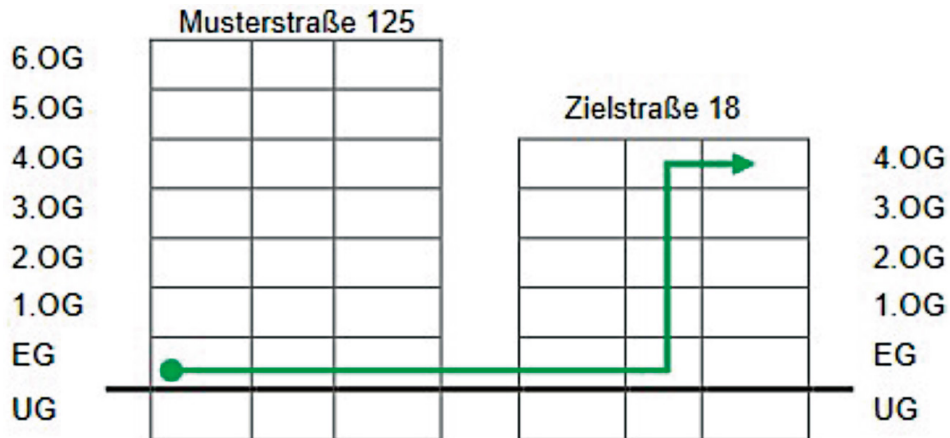 Musterstraße 125
6.OG
5.OG
Zielstraße 18
4.OG
4.OG
3.OG
3.OG
2.OG
2.OG
1.OG
1.OG
EG
EG
UG
UG